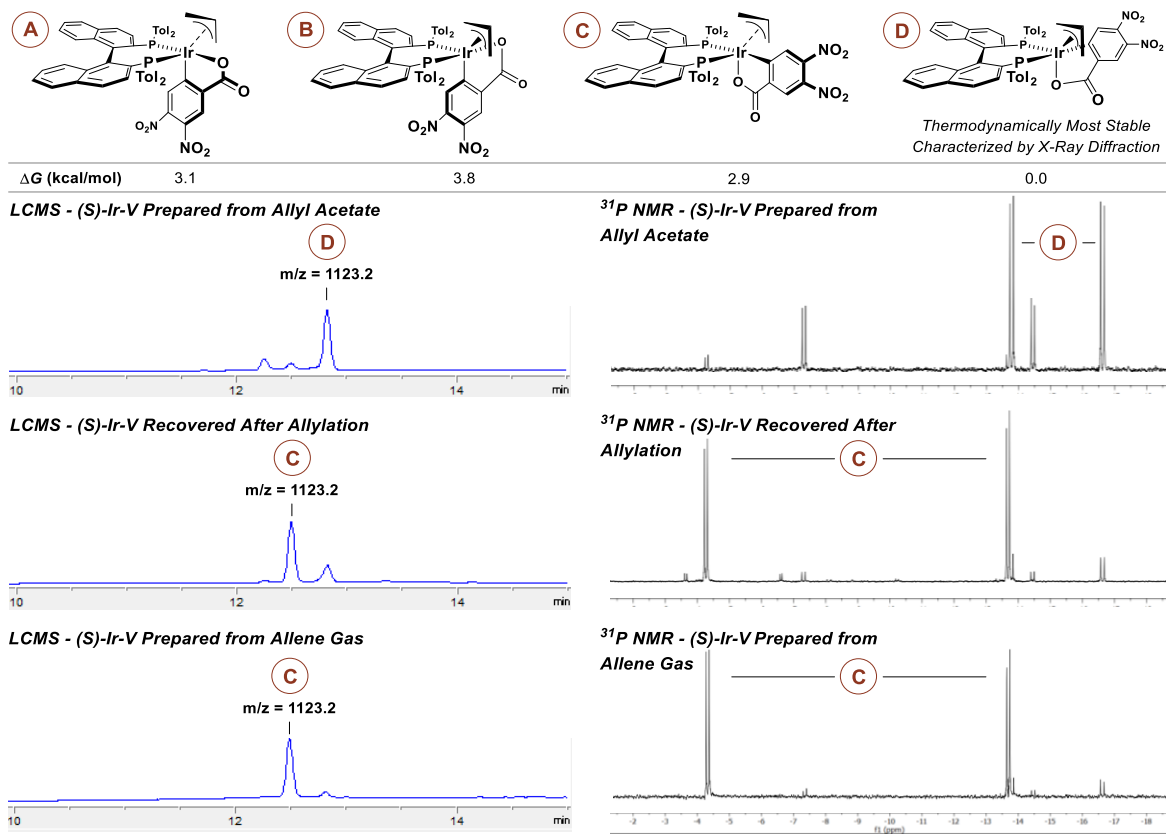 A
B
C
D
Tol2
P
Ir
O
P
Tol2
O
O2N
NO2
Tol2
P
Ir
O
P
Tol2
O
O2N
NO2
Tol2
P
Ir
NO2
P
Tol2
O
NO2
O
Tol2
P
Ir
NO2
NO2
P
Tol2
O
O
Thermodynamically Most Stable
Characterized by X-Ray Diffraction
ΔG (kcal/mol) 3.1 3.8 2.9 0.0
LCMS - (S)-Ir-V Prepared from Allyl Acetate
D
m/z = 1123.2
10 12 14 min
31P NMR - (S)-Ir-V Prepared from
Allyl Acetate
D
LCMS - (S)-Ir-V Recovered After Allylation
C
m/z = 1123.2
10 12 14 min
31P NMR - (S)-Ir-V Recovered After
Allylation
C
LCMS - (S)-Ir-V Prepared from Allene Gas
C
m/z = 1123.2
10 12 14 min
31P NMR - (S)-Ir-V Prepared from
Allene Gas
C
-2 -3 -4 -5 -6 -7 -8 -9 -10 -11 -12 -13 -14 -15 -16 -17 -18
f1 (ppm)